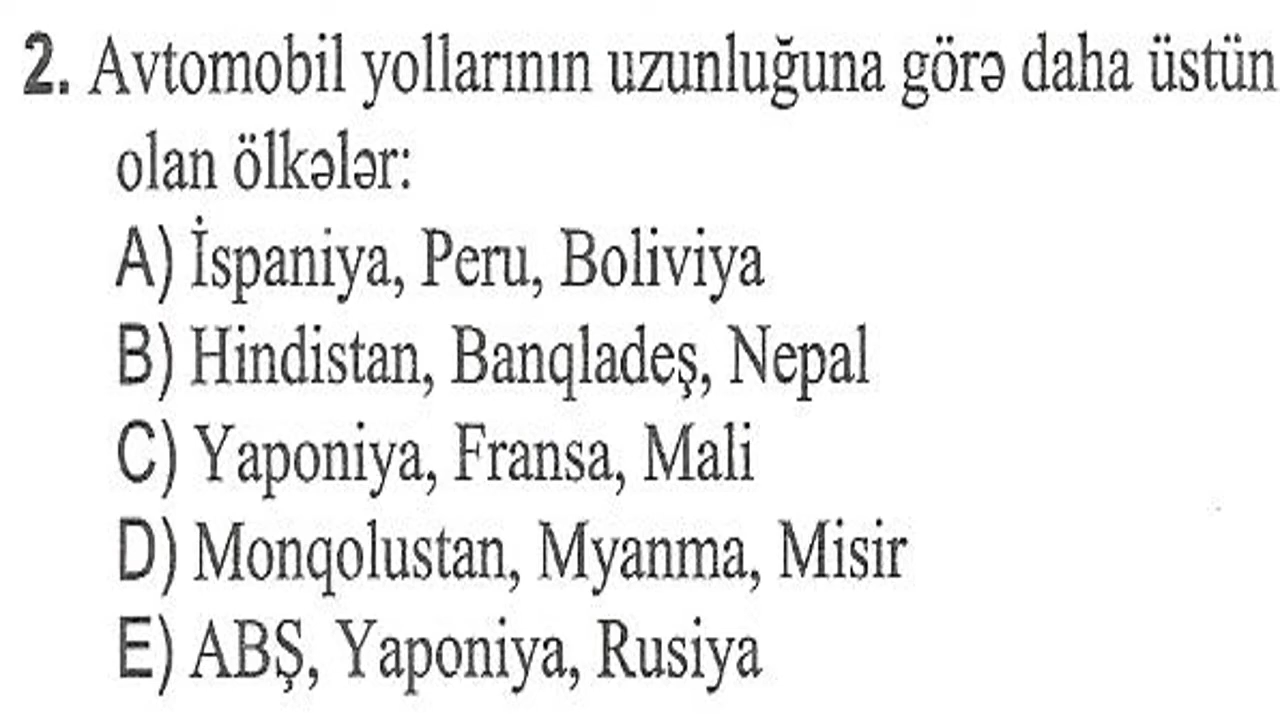 2. Avtomobil yollarının uzunluğuna görə daha üstün
olan ölkələr:
A) İspaniya, Peru, Boliviya
B) Hindistan, Banqladeş, Nepal
C) Yaponiya, Fransa, Mali
D) Monqolustan, Myanma, Misir
E) ABŞ, Yaponiya, Rusiya